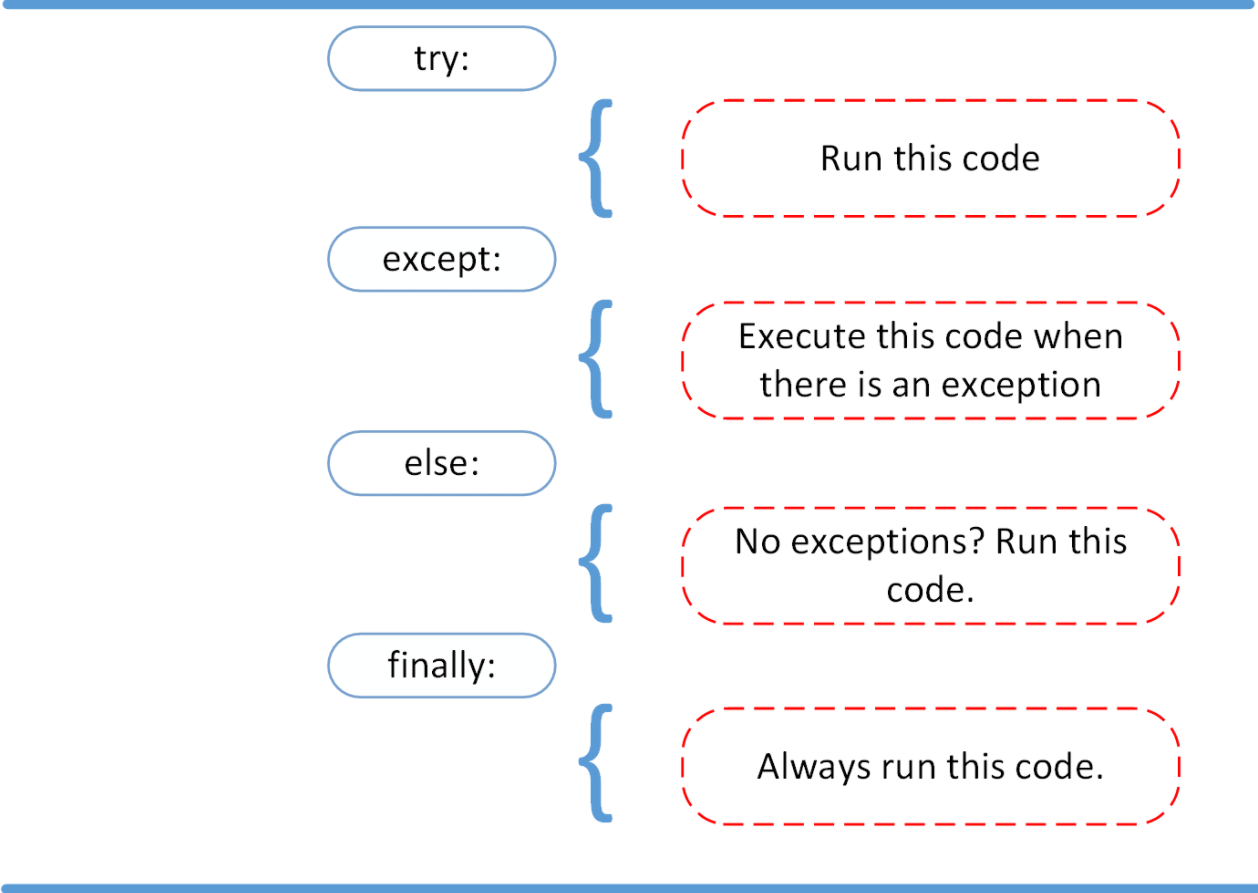 try:
Run this code
except:
Execute this code when
there is an exception
else:
No exceptions? Run this
code.
finally:
Always run this code.